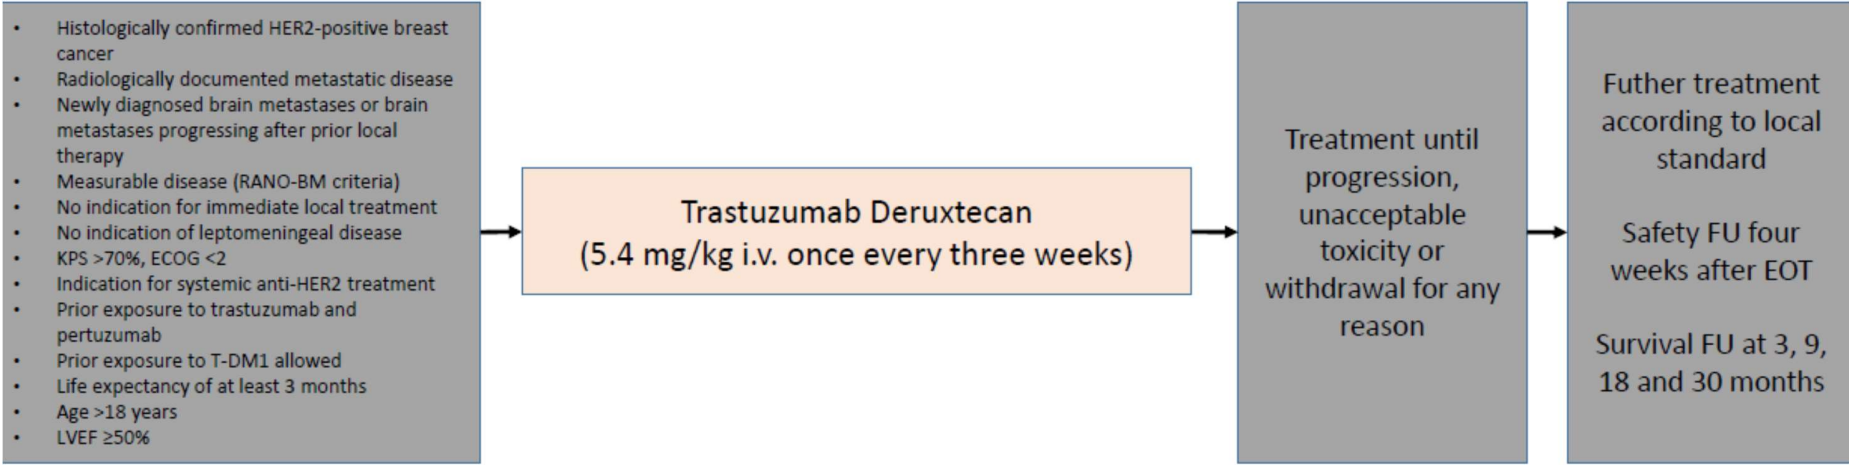 • Histologically confirmed HER2-positive breast
cancer
• Radiologically documented metastatic disease
• Newly diagnosed brain metastases or brain
metastases progressing after prior local
therapy
• Measurable disease (RANO-BM criteria)
• No indication for immediate local treatment
• No indication of leptomeningeal disease
• KPS >70%, ECOG <2
• Indication for systemic anti-HER2 treatment
• Prior exposure to trastuzumab and
pertuzumab
• Prior exposure to T-DM1 allowed
• Life expectancy of at least 3 months
• Age >18 years
• LVEF ≥50%
Trastuzumab Deruxtecan
(5.4 mg/kg i.v. once every three weeks)
Treatment until
progression,
unacceptable
toxicity or
withdrawal for any
reason
Futher treatment
according to local
standard
Safety FU four
weeks after EOT
Survival FU at 3, 9,
18 and 30 months